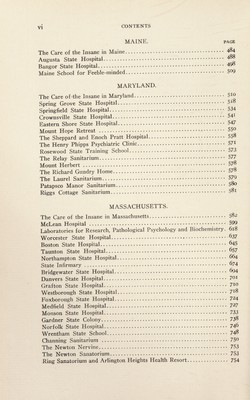 vi CONTENTS
MAINE. PAGE
The Care of the Insane in Maine 484
Augusta State Hospital 488
Bangor State Hospital 498
Maine School for Feeble-minded 509
MARYLAND.
The Care of the Insane in Maryland 510
Spring Grove State Hospital 518
Springfield State Hospital 534
Crownsville State Hospital 541
Eastern Shore State Hospital 547
Mount Hope Retreat 550
The Sheppard and Enoch Pratt Hospital 558
The Henry Phipps Psychiatric Clinic 571
Rosewood State Training School 572
The Relay Sanitarium 577
Mount Herbert 578
The Richard Gundry Home 578
The Laurel Sanitarium 579
Patapsco Manor Sanitarium 580
Riggs Cottage Sanitarium 581
MASSACHUSETTS.
The Care of the Insane in Massachusetts 582
McLean Hospital 599
Laboratories for Research, Pathological Psychology and Biochemistry. 618
Worcester State Hospital 637
Boston State Hospital 645
Taunton State Hospital 657
Northampton State Hospital 664
State Infirmary 674
Bridgewater State Hospital 694
Danvers State Hospital 701
Grafton State Hospital 710
Westborough State Hospital 718
Foxborough State Hospital 724
Medfield State Hospital 727
Monson State Hospital 733
Gardner State Colony 738
Norfolk State Hospital 746
Wrentham State School 748
Channing Sanitarium 750
The Newton Nervine 753
The Newton Sanatorium 753
Ring Sanatorium and Arlington Heights Health Resort 754